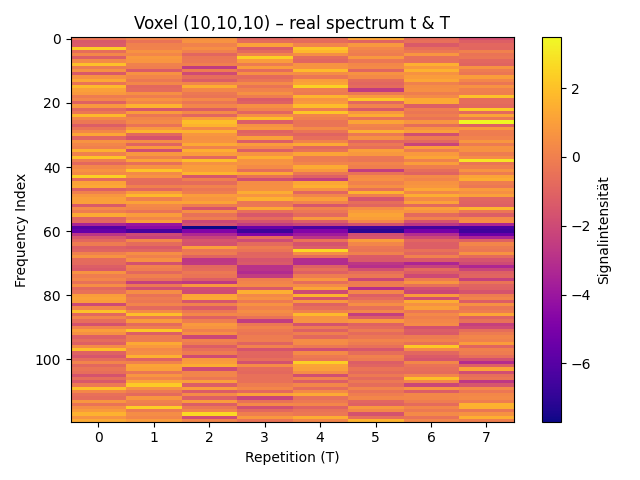 Voxel (10,10,10) – real spectrum t & T
0
20
40
60
80
100
Frequency Index
0 1 2 3 4 5 6 7
Repetition (T)
2
0
−2
−4
−6
Signalintensität